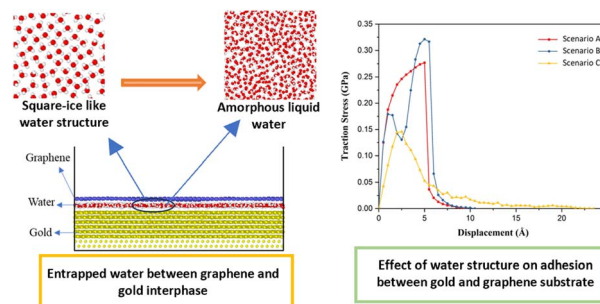 Square-ice like
water structure
Amorphous liquid
water
Graphene
Water
Gold
Entrapped water between graphene and
gold interphase
Traction Stress (GPa)
0.35
0.30
0.25
0.20
0.15
0.10
0.05
0.00
Scenario A
Scenario B
Scenario C
0
5
10
15
20
Displacement (Å)
Effect of water structure on adhesion
between gold and graphene substrate